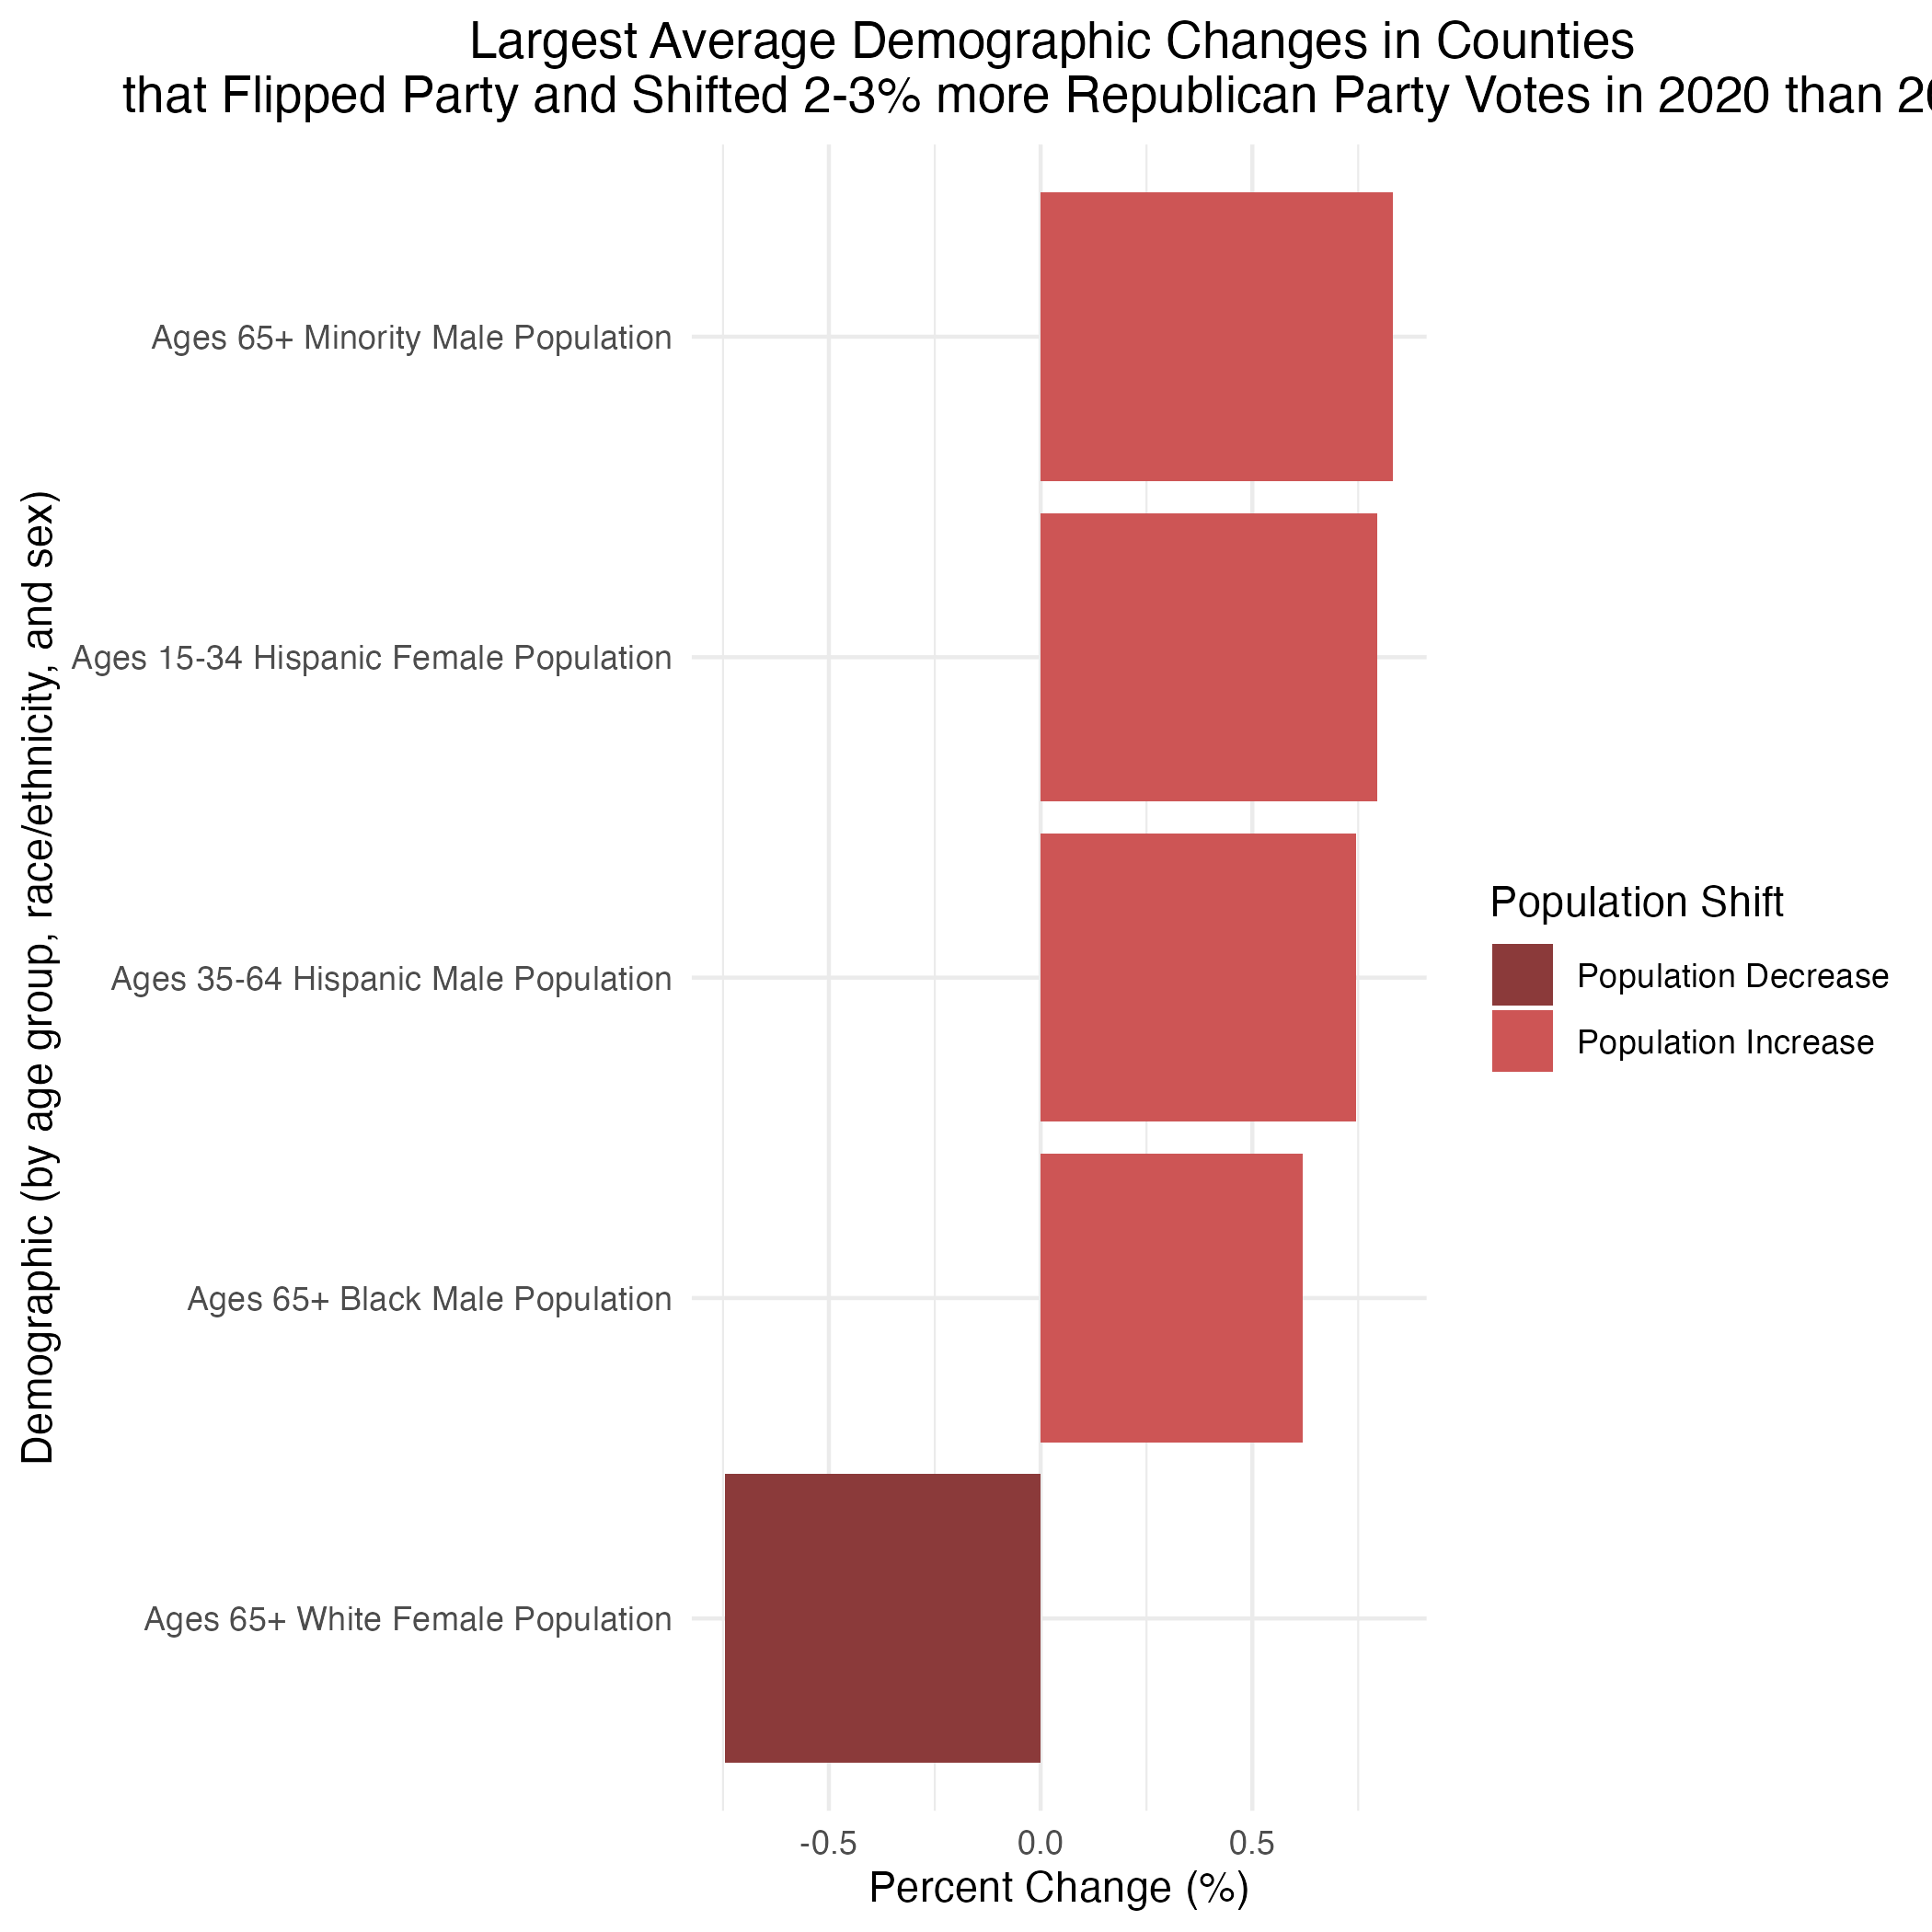 Largest Average Demographic Changes in Counties
that Flipped Party and Shifted 2-3% more Republican Party Votes in 2020 than
Demographic (by age group, race/ethnicity, and sex)
Ages 65+ Minority Male Population
Ages 15-34 Hispanic Female Population
Ages 35-64 Hispanic Male Population
Ages 65+ Black Male Population
Ages 65+ White Female Population
Population Shift
Population Decrease
Population Increase
-0.5 0.0 0.5
Percent Change (%)